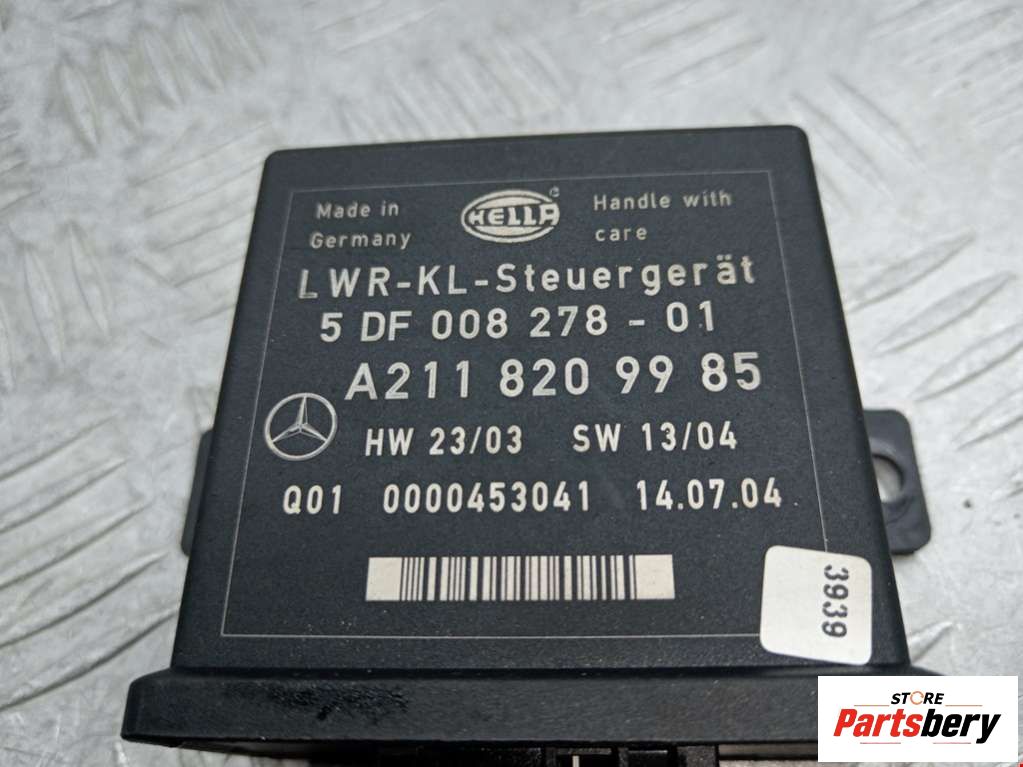 Made in
Germany
HELLA
Handle with
care
LWR-KL-Steuergerät
5 DF 008 278 - 01
A211 820 99 85
HW 23/03 SW 13/04
Q01 0000453041 14.07.04
3939
STORE
Partsbery